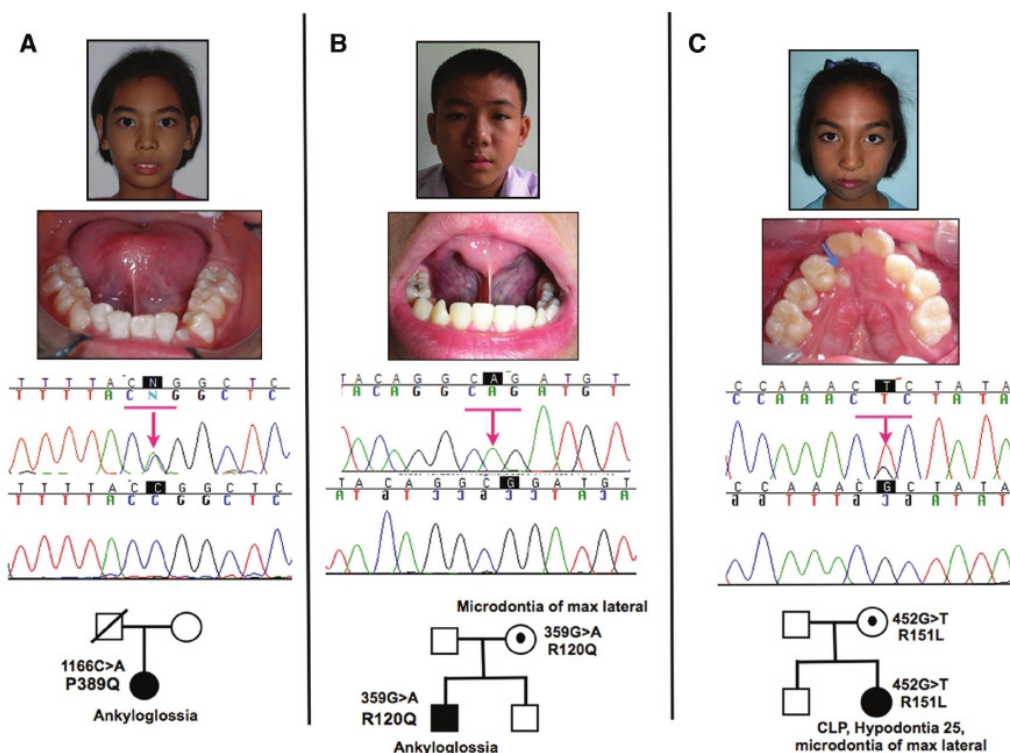 A
T T T T A C N G G C T C
T T T T A C N G G C T C
T T T T A C C G G C T C
T T T T A C C G G C T C
1166C>A
P389Q
Ankyloglossia
B
T A C A G G C A G A T G T
T A C A G G C A G A T G T
T A C A G G C G G A T G T
Microdontia of max lateral
359G>A
R120Q
359G>A
R120Q
Ankyloglossia
C
C C A A A C T C T A T A
C C A A A C T C T A T A
C C A A A C G C T A T A
452G>T
R151L
452G>T
R151L
CLP, Hypodontia 25,
microdontia of max lateral